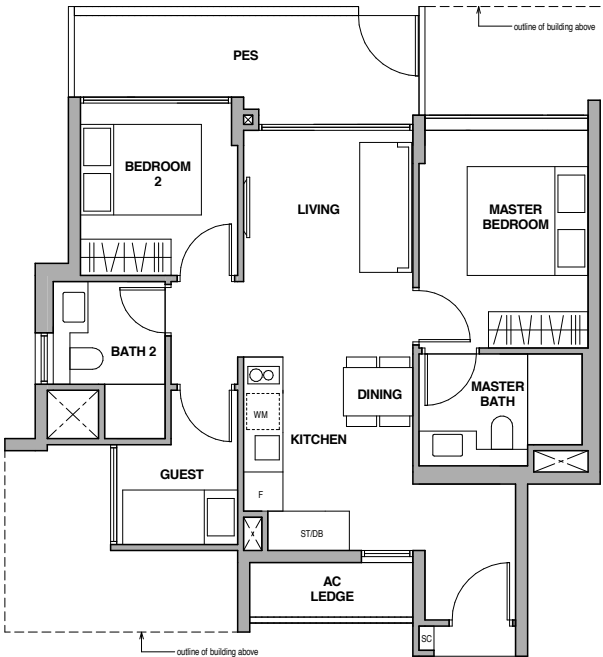 outline of building above
PES
BEDROOM
2
LIVING
MASTER
BEDROOM
BATH 2
DINING
MASTER
BATH
WM
KITCHEN
GUEST
F
ST/DB
AC
LEDGE
SC
outline of building above